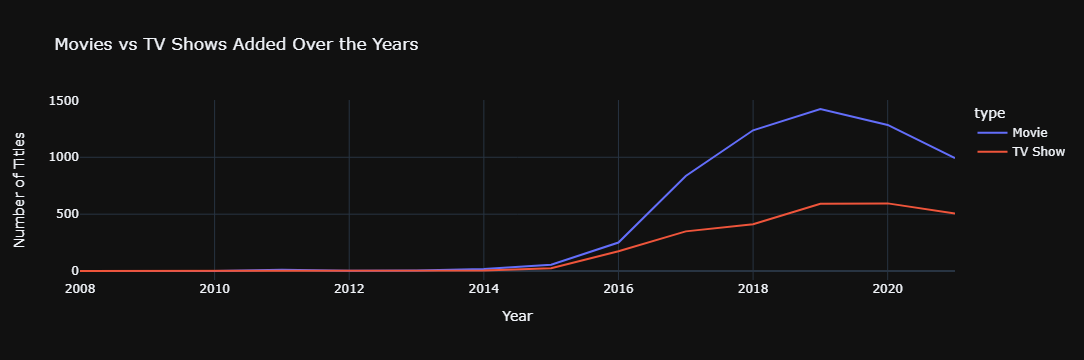 Movies vs TV Shows Added Over the Years
1500
1000
500
0
Number of Titles
2008 2010 2012 2014 2016 2018 2020
Year
type
Movie
TV Show